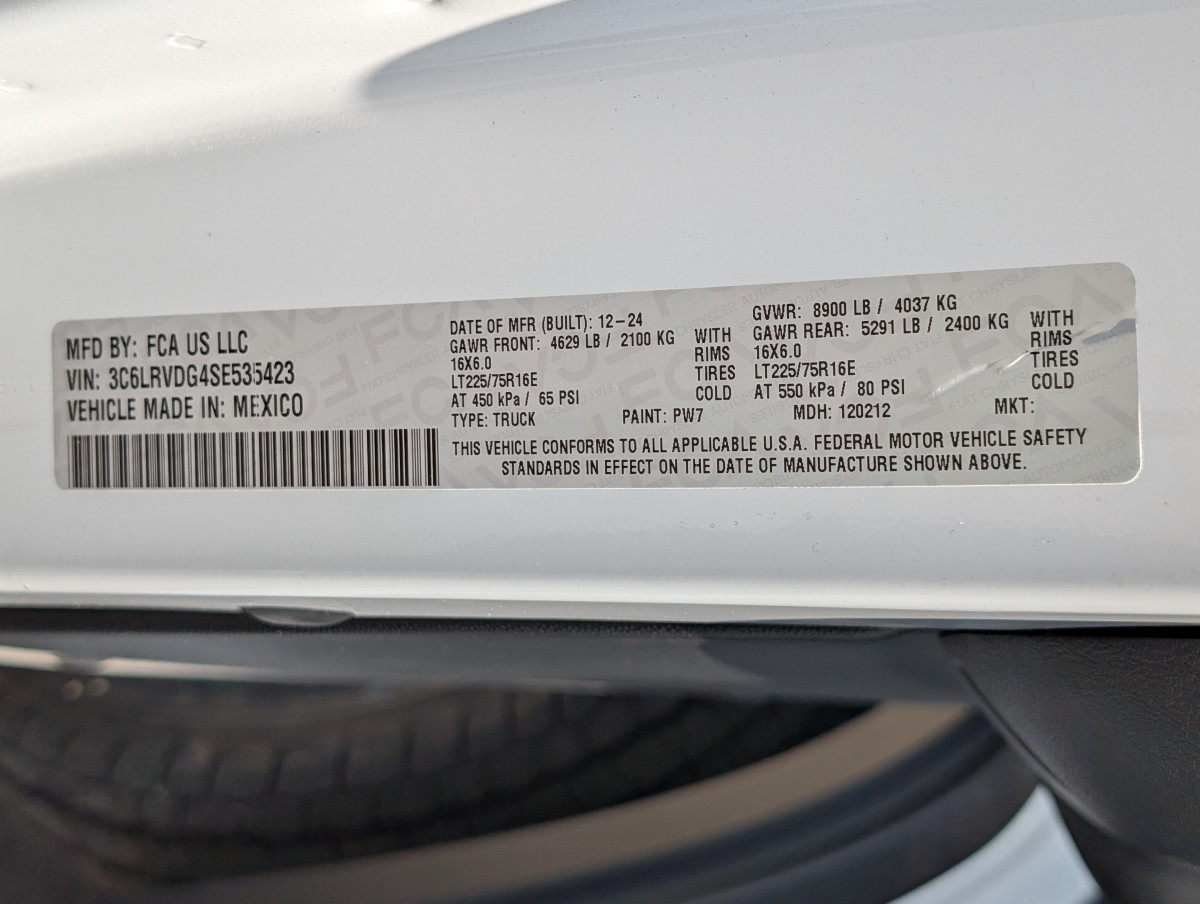 MFD BY: FCA US LLC
VIN: 3C6LRVDG4SE535423
VEHICLE MADE IN: MEXICO
DATE OF MFR (BUILT): 12-24
GAWR FRONT: 4629 LB / 2100 KG
16X6.0
LT225/75R16E
AT 450 kPa / 65 PSI
WITH
RIMS
TIRES
COLD
GVWR: 8900 LB / 4037 KG
GAWR REAR: 5291 LB / 2400 KG
16X6.0
LT225/75R16E
AT 550 kPa / 80 PSI
WITH
RIMS
TIRES
COLD
TYPE: TRUCK PAINT: PW7 MDH: 120212 MKT:
THIS VEHICLE CONFORMS TO ALL APPLICABLE U.S.A. FEDERAL MOTOR VEHICLE SAFETY
STANDARDS IN EFFECT ON THE DATE OF MANUFACTURE SHOWN ABOVE.